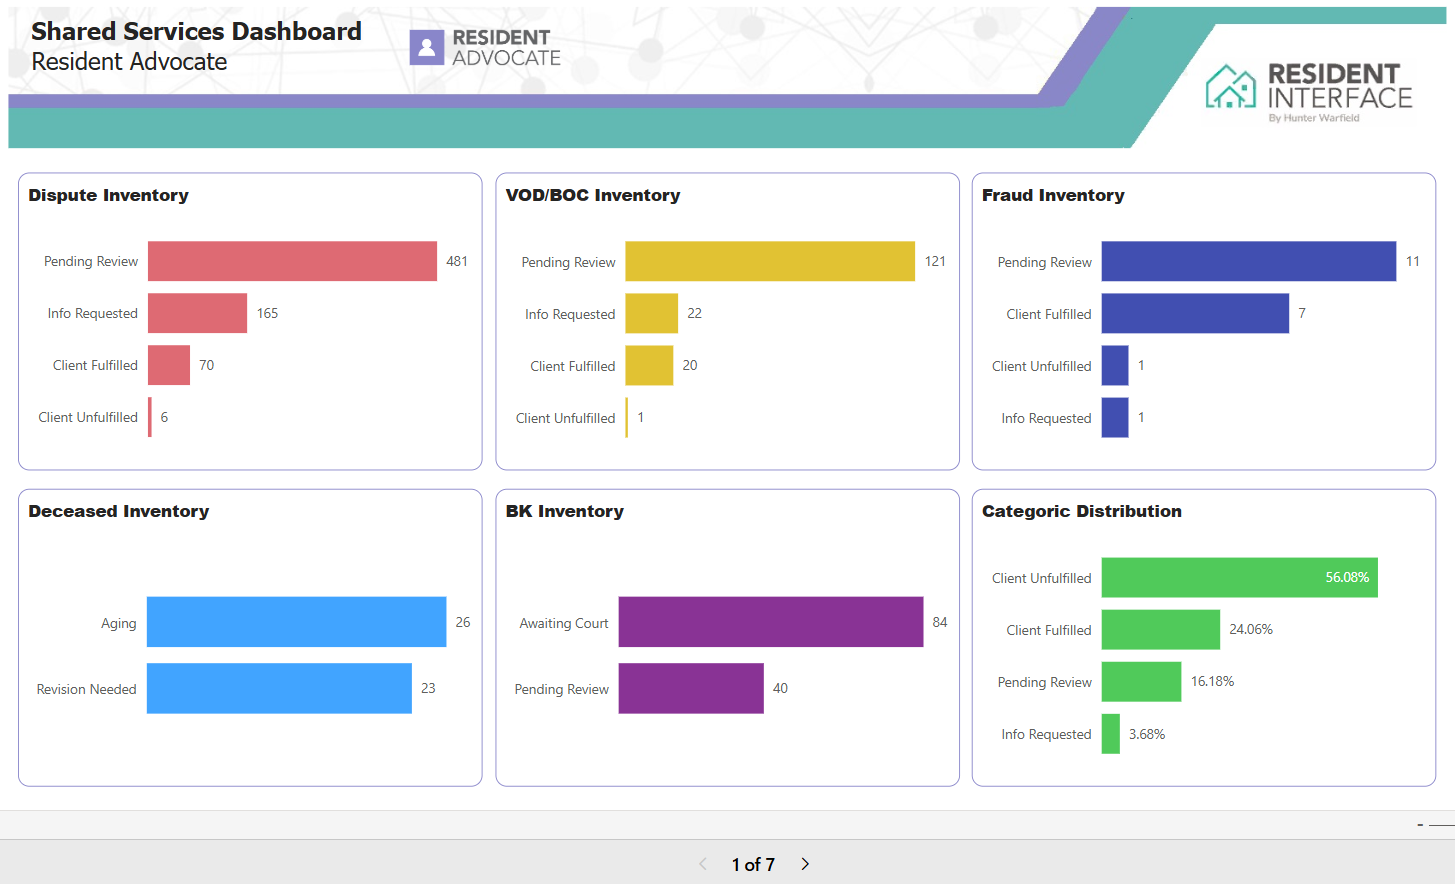 Shared Services Dashboard
Resident Advocate
RESIDENT
ADVOCATE
RESIDENT
INTERFACE
By Hunter Warfield
Dispute Inventory
Pending Review 481
Info Requested 165
Client Fulfilled 70
Client Unfulfilled 6
VOD/BOC Inventory
Pending Review 121
Info Requested 22
Client Fulfilled 20
Client Unfulfilled 1
Fraud Inventory
Pending Review 11
Client Fulfilled 7
Client Unfulfilled 1
Info Requested 1
Deceased Inventory
Aging 26
Revision Needed 23
BK Inventory
Awaiting Court 84
Pending Review 40
Categoric Distribution
Client Unfulfilled 56.08%
Client Fulfilled 24.06%
Pending Review 16.18%
Info Requested 3.68%
1 of 7